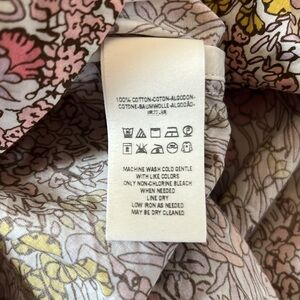 100% COTTON-COTON-ALGODON-
COTONE-BAUMWOLLE-ALGODÃO-
MACHINE WASH COLD GENTLE
WITH LIKE COLORS
ONLY NON-CHLORINE BLEACH
WHEN NEEDED
LINE DRY
LOW IRON AS NEEDED
MAY BE DRY CLEANED